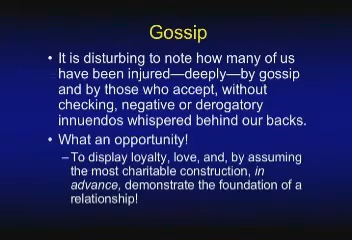 Gossip
• It is disturbing to note how many of us
have been injured—deeply—by gossip
and by those who accept, without
checking, negative or derogatory
innuendos whispered behind our backs.
• What an opportunity!
–To display loyalty, love, and, by assuming
the most charitable construction, in
advance, demonstrate the foundation of a
relationship!